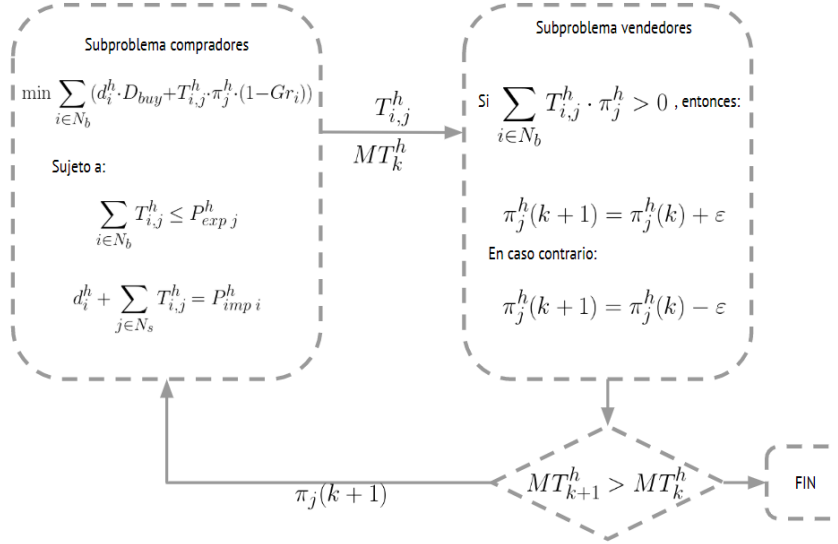 Subproblema compradores
min ∑_{i∈N_b} (d_i^h · D_{buy} + T_{i,j}^h · π_j^h · (1−Gr_i))
Sujeto a:
∑_{i∈N_b} T_{i,j}^h ≤ P_{exp j}^h
d_i^h + ∑_{j∈N_s} T_{i,j}^h = P_{imp i}^h
T_{i,j}^h
MT_k^h
Subproblema vendedores
Si ∑_{i∈N_b} T_{i,j}^h · π_j^h > 0 , entonces:
π_j^h(k + 1) = π_j^h(k) + ε
En caso contrario:
π_j^h(k + 1) = π_j^h(k) − ε
MT_{k+1}^h > MT_k^h
FIN
π_j(k + 1)